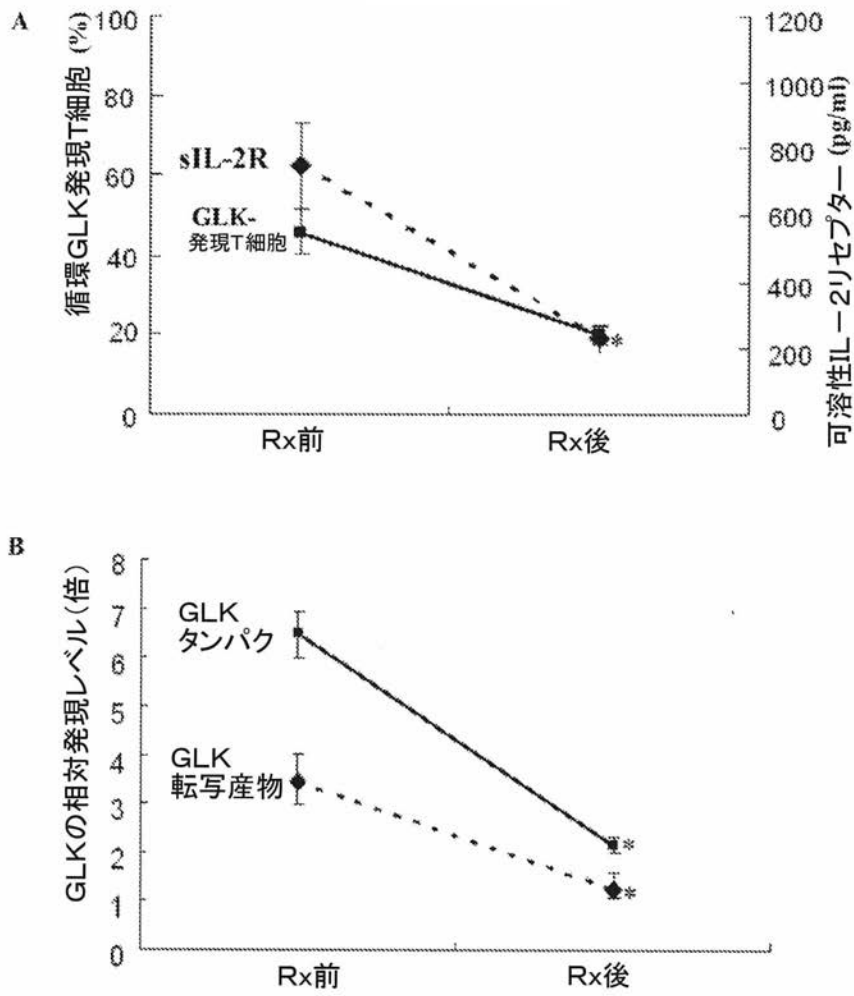 A
循環GLK発現T細胞 (%)
100
80
60
40
20
0
sIL-2R
GLK-
発現T細胞
*
1200
1000
800
600
400
200
0
可溶性IL-2リセプター (pg/ml)
Rx前
Rx後
B
GLKの相対発現レベル(倍)
8
7
6
5
4
3
2
1
0
GLK
タンパク
GLK
転写産物
*
*
Rx前
Rx後